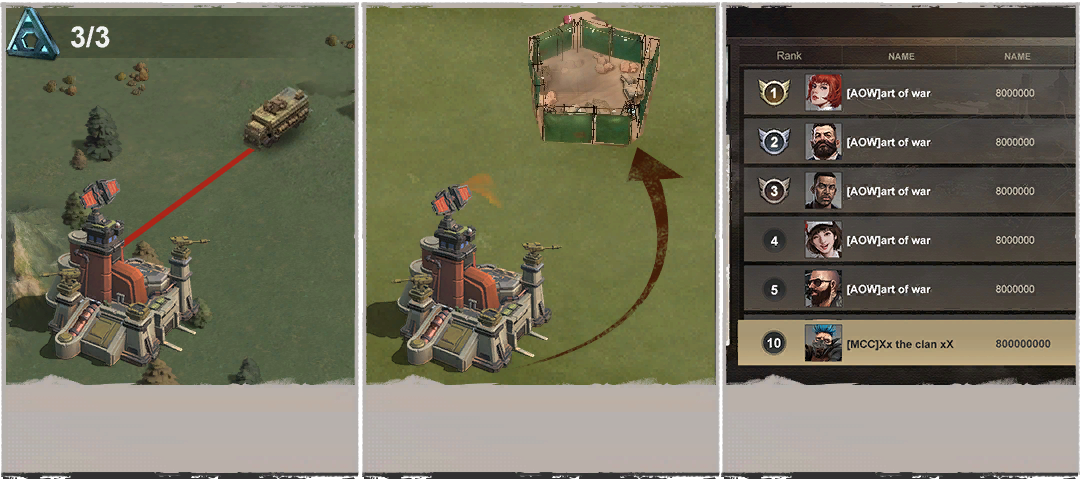 3/3
Rank NAME NAME
1 [AOW]art of war 8000000
2 [AOW]art of war 8000000
3 [AOW]art of war 8000000
4 [AOW]art of war 8000000
5 [AOW]art of war 8000000
10 [MCC]Xx the clan xX 800000000